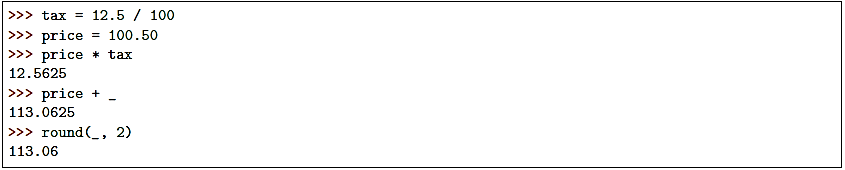 >>> tax = 12.5 / 100
>>> price = 100.50
>>> price * tax
12.5625
>>> price + _
113.0625
>>> round(_, 2)
113.06